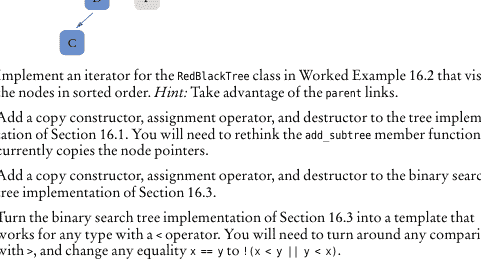 C
Implement an iterator for the RedBlackTree class in Worked Example 16.2 that vis
the nodes in sorted order. Hint: Take advantage of the parent links.
Add a copy constructor, assignment operator, and destructor to the tree implem
tation of Section 16.1. You will need to rethink the add_subtree member function
currently copies the node pointers.
Add a copy constructor, assignment operator, and destructor to the binary searc
tree implementation of Section 16.3.
Turn the binary search tree implementation of Section 16.3 into a template that
works for any type with a < operator. You will need to turn around any compari
with >, and change any equality x == y to !(x < y || y < x).